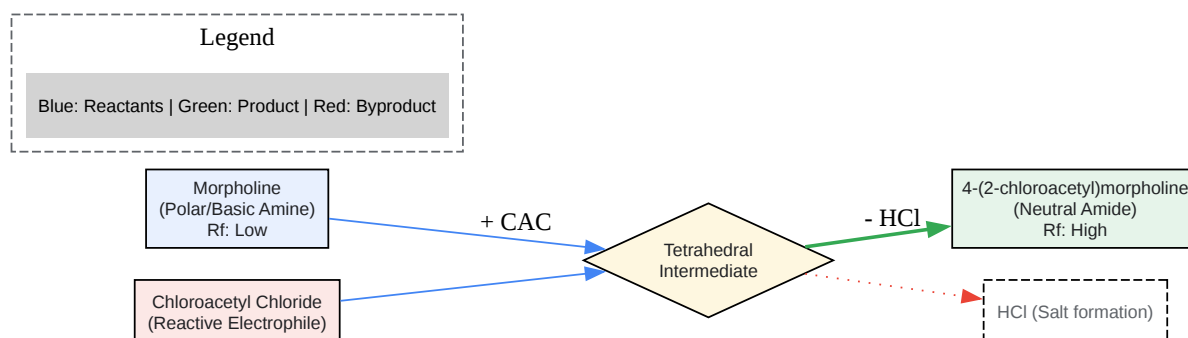 Legend
Blue: Reactants | Green: Product | Red: Byproduct
Morpholine
(Polar/Basic Amine)
Rf: Low
+ CAC
Chloroacetyl Chloride
(Reactive Electrophile)
Tetrahedral
Intermediate
- HCl
4-(2-chloroacetyl)morpholine
(Neutral Amide)
Rf: High
HCl (Salt formation)